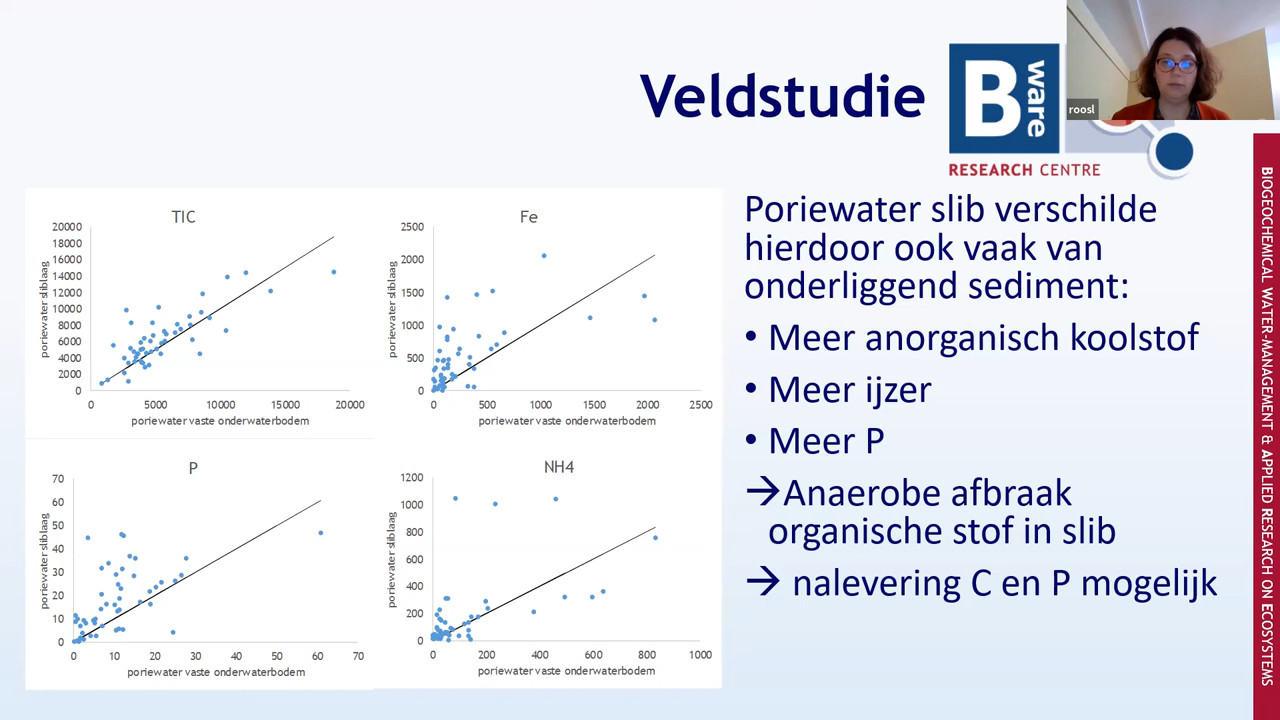 Veldstudie
B ware
RESEARCH CENTRE
roosl
BIOGEOCHEMICAL WATER-MANAGEMENT & APPLIED RESEARCH ON ECOSYSTEMS
TIC
poriewater sliblaag
20000
18000
16000
14000
12000
10000
8000
6000
4000
2000
0
0 5000 10000 15000 20000
poriewater vaste onderwaterbodem
Fe
poriewater sliblaag
2500
2000
1500
1000
500
0
0 500 1000 1500 2000 2500
poriewater vaste onderwaterbodem
P
poriewater sliblaag
70
60
50
40
30
20
10
0
0 10 20 30 40 50 60 70
poriewater vaste onderwaterbodem
NH4
poriewater sliblaag
1200
1000
800
600
400
200
0
0 200 400 600 800 1000
poriewater vaste onderwaterbodem
Poriewater slib verschilde
hierdoor ook vaak van
onderliggend sediment:
• Meer anorganisch koolstof
• Meer ijzer
• Meer P
→Anaerobe afbraak
organische stof in slib
→ nalevering C en P mogelijk